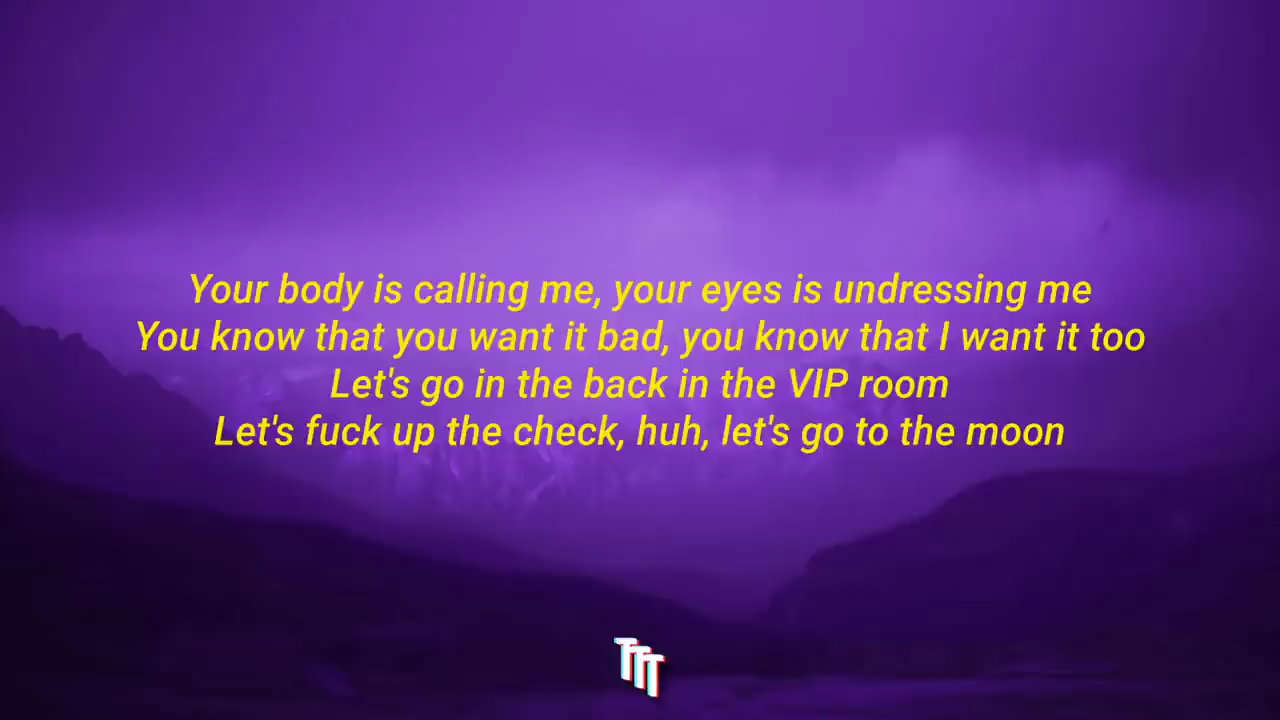 Your body is calling me, your eyes is undressing me
You know that you want it bad, you know that I want it too
Let's go in the back in the VIP room
Let's fuck up the check, huh, let's go to the moon
TTT